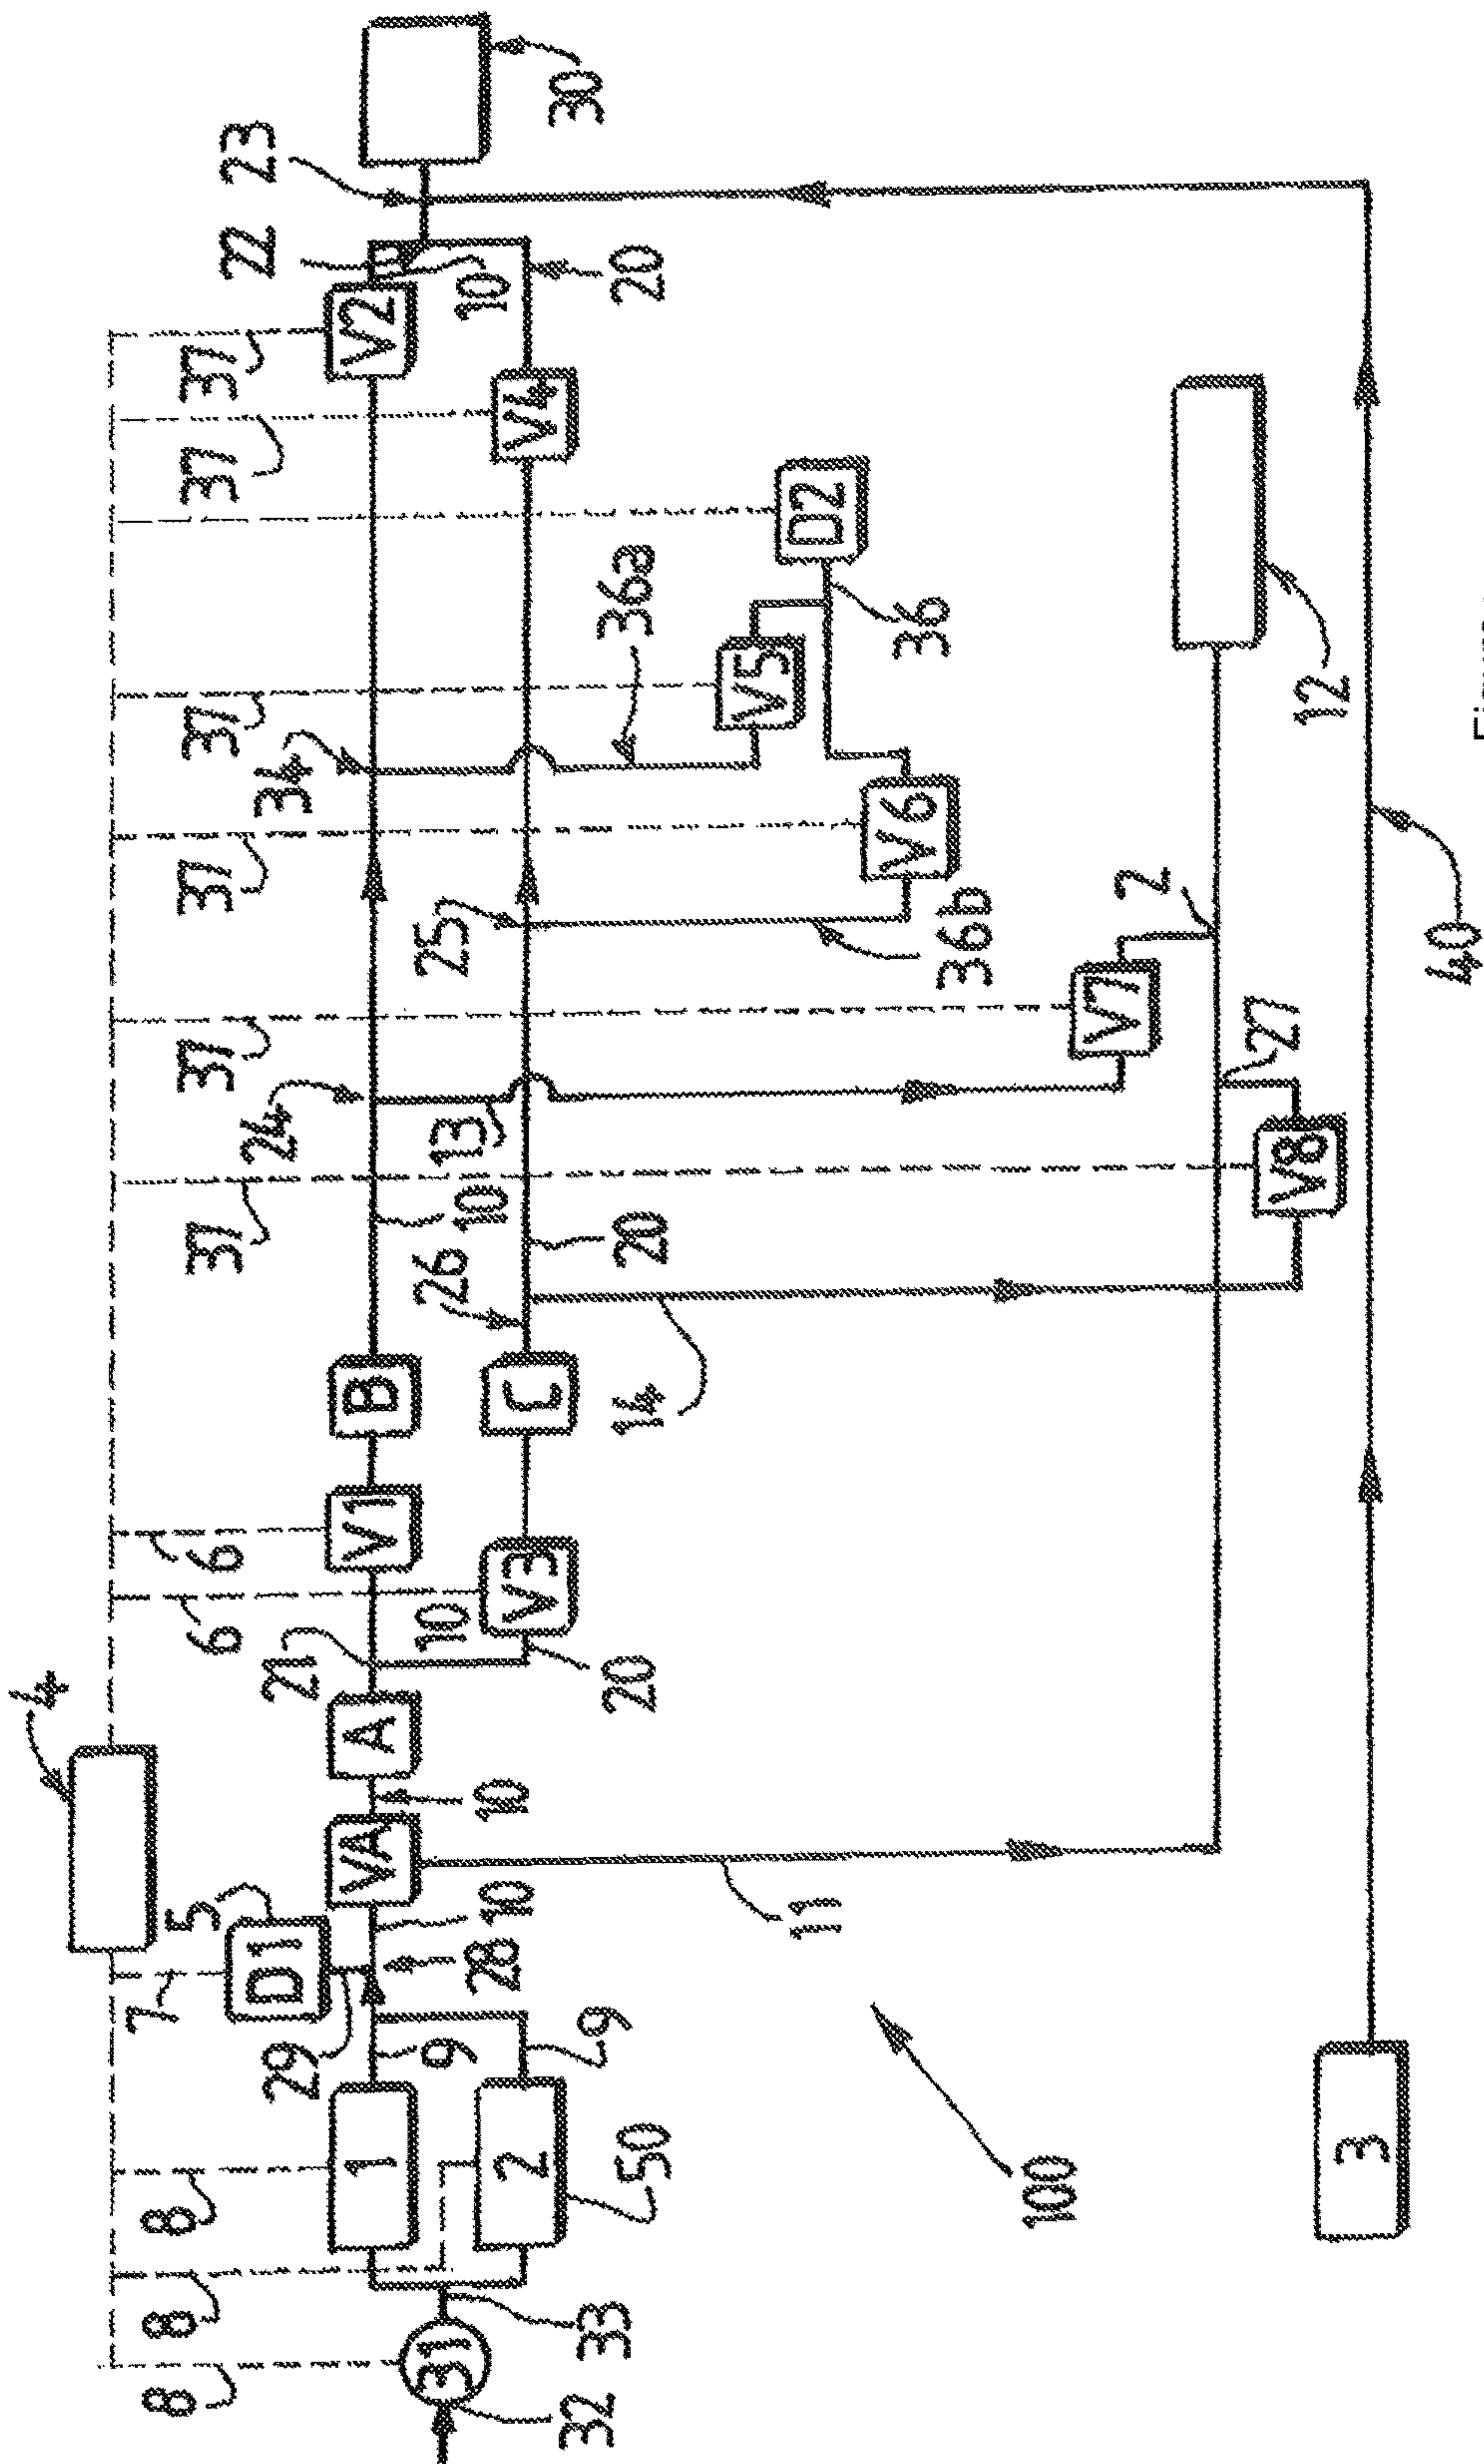 4
8 8 8 7 5 6 6 37 37 37 37 37 37
29 D1 21 24 34 22 23
1 VA A V1 B V2
31 9 10 26 25
28 10 10 10 13 10
2 V3 C V4
32 33 9 30
50 20 14 20 36a 20
V5
11 D2
V6 36
36b
100
V7 2
27
V8
12
3
40
Figure